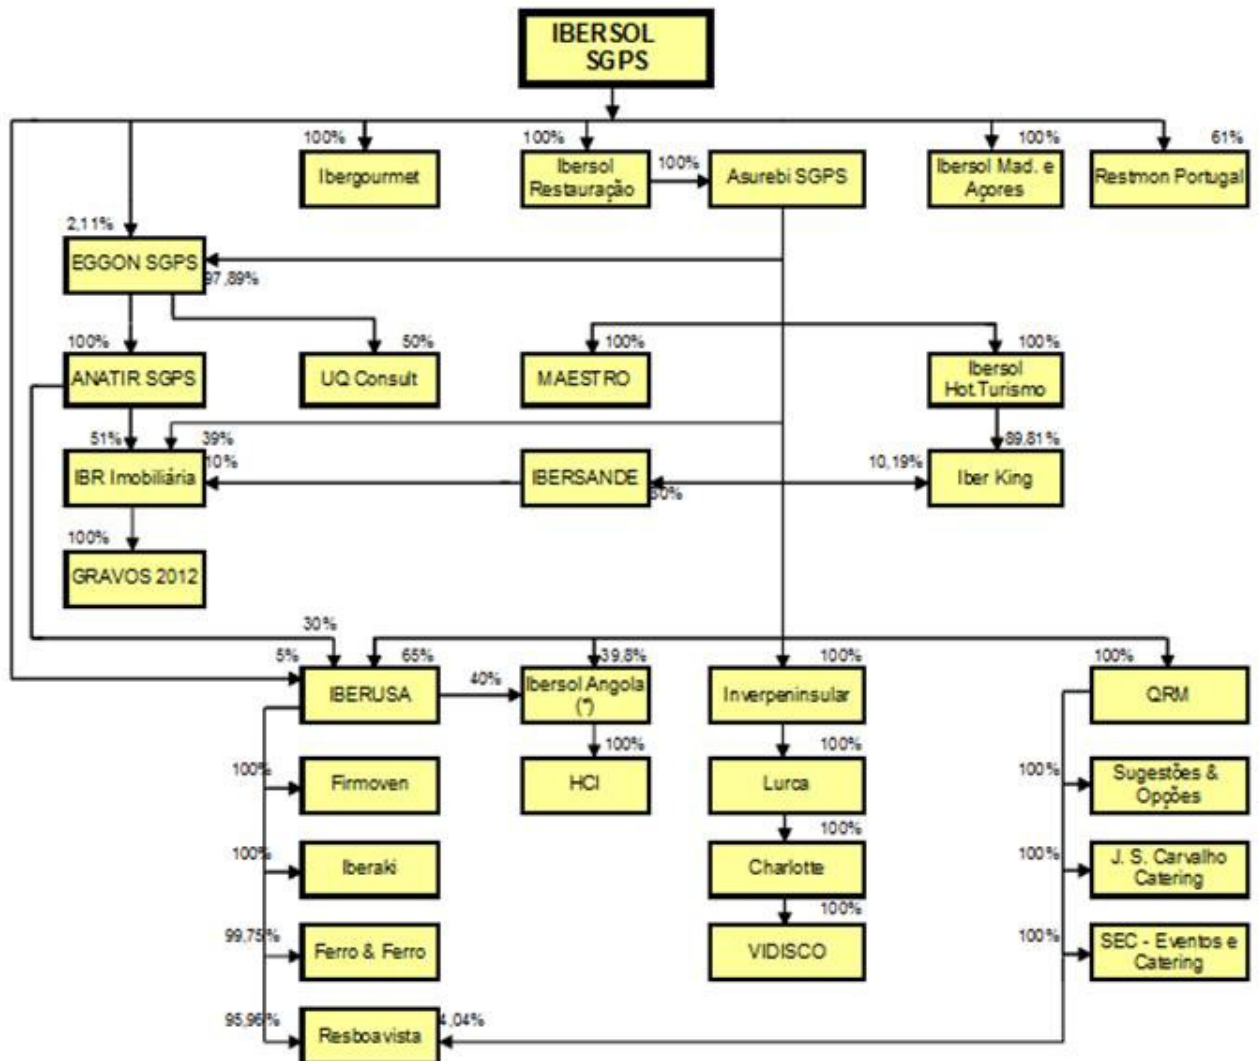 IBERSOL
SGPS
100%
100%
100%
100%
61%
Ibergourmet
Ibersol
Restauração
Asurebi SGPS
Ibersol Mad. e
Açores
Restmon Portugal
2,11%
EGGON SGPS
97,89%
100%
50%
100%
100%
ANATIR SGPS
UQ Consult
MAESTRO
Ibersol
Hot.Turismo
51%
39%
89,81%
10%
10,19%
IBR Imobiliária
IBERSANDE
80%
Iber King
100%
GRAVOS 2012
30%
5%
65%
39,8%
100%
100%
IBERUSA
40%
Ibersol Angola
(*)
Inverpeninsular
QRM
100%
100%
100%
Firmoven
HCI
Lurca
100%
Sugestões &
Opções
100%
100%
Iberaki
Charlotte
100%
J. S. Carvalho
Catering
100%
99,75%
Ferro & Ferro
VIDISCO
100%
SEC - Eventos e
Catering
95,96%
Resboavista
4,04%